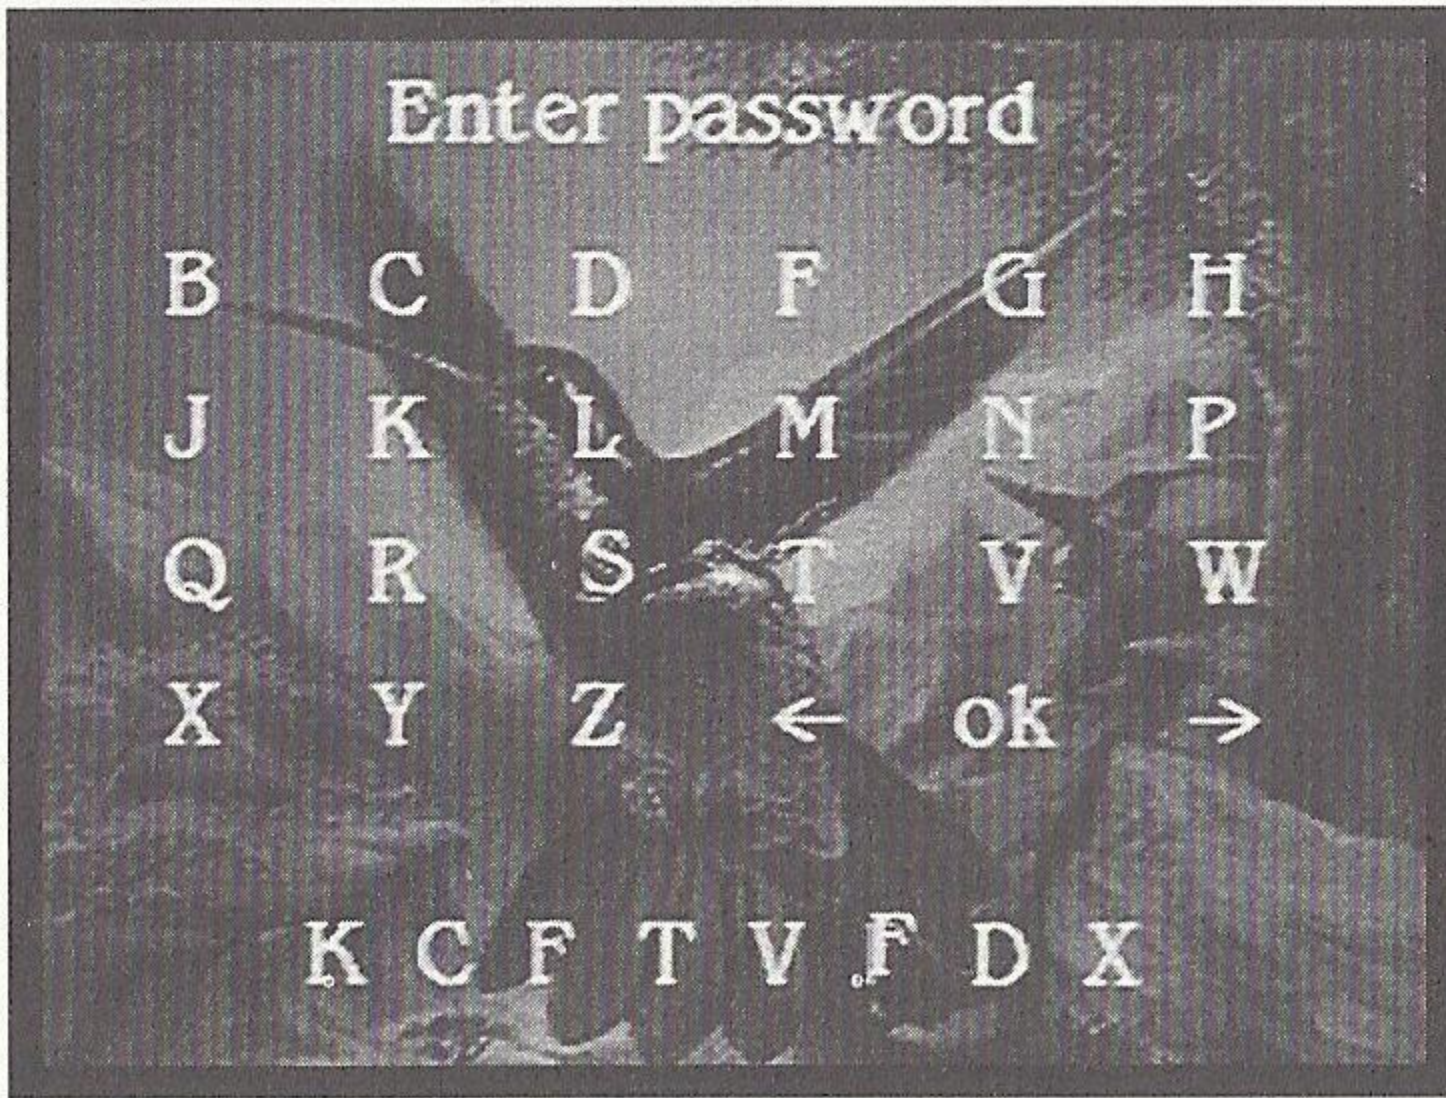 Enter password
B C D F G H
J K L M N P
Q R S T V W
X Y Z ← ok →
K C F T V F D X